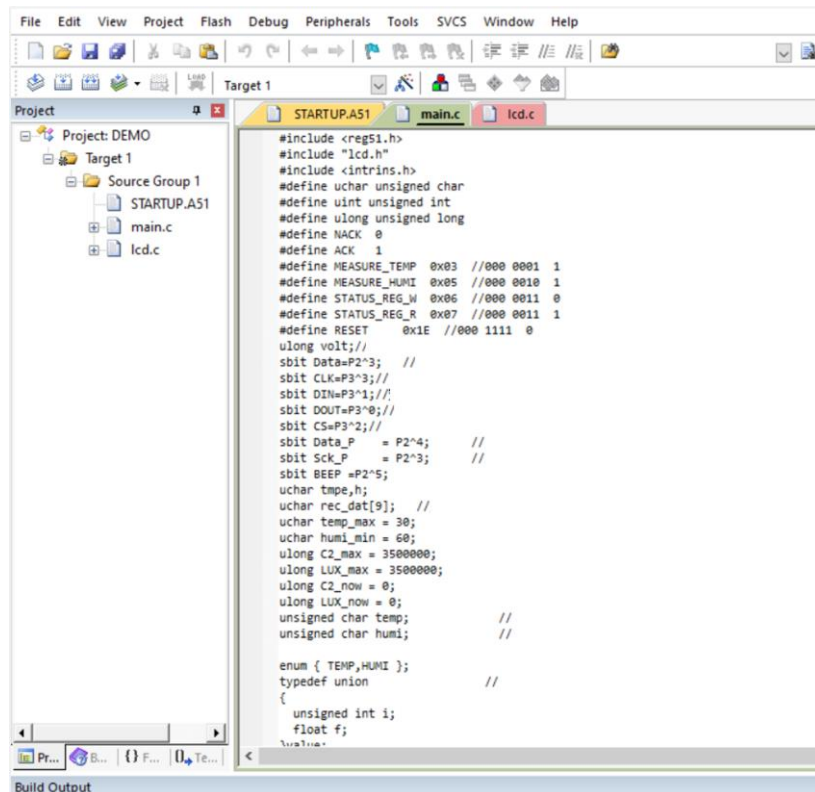 File Edit View Project Flash Debug Peripherals Tools SVCS Window Help
LOAD
Target 1
Project
Project: DEMO
Target 1
Source Group 1
STARTUP.A51
main.c
lcd.c
Pr... B... {} F... Te...
STARTUP.A51 main.c lcd.c
#include <reg51.h>
#include "lcd.h"
#include <intrins.h>
#define uchar unsigned char
#define uint unsigned int
#define ulong unsigned long
#define NACK 0
#define ACK 1
#define MEASURE_TEMP 0x03 //000 0001 1
#define MEASURE_HUMI 0x05 //000 0010 1
#define STATUS_REG_W 0x06 //000 0011 0
#define STATUS_REG_R 0x07 //000 0011 1
#define RESET 0x1E //000 1111 0
ulong volt;//
sbit Data=P2^3; //
sbit CLK=P3^3;//
sbit DIN=P3^1;//
sbit DOUT=P3^0;//
sbit CS=P3^2;//
sbit Data_P = P2^4; //
sbit Sck_P = P2^3; //
sbit BEEP =P2^5;
uchar tmpe,h;
uchar rec_dat[9]; //
uchar temp_max = 30;
uchar humi_min = 60;
ulong C2_max = 3500000;
ulong LUX_max = 3500000;
ulong C2_now = 0;
ulong LUX_now = 0;
unsigned char temp; //
unsigned char humi; //
enum { TEMP,HUMI };
typedef union //
{
unsigned int i;
float f;
}value;
Build Output